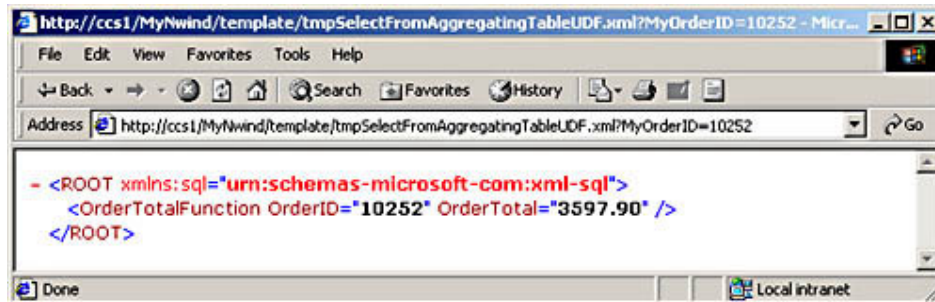 http://ccs1/MyNwind/template/tmpSelectFromAggregatingTableUDF.xml?MyOrderID=10252 - Micr...
File Edit View Favorites Tools Help
Back Search Favorites History
Address http://ccs1/MyNwind/template/tmpSelectFromAggregatingTableUDF.xml?MyOrderID=10252 Go
- <ROOT xmlns:sql="urn:schemas-microsoft-com:xml-sql">
<OrderTotalFunction OrderID="10252" OrderTotal="3597.90" />
</ROOT>
Done Local intranet